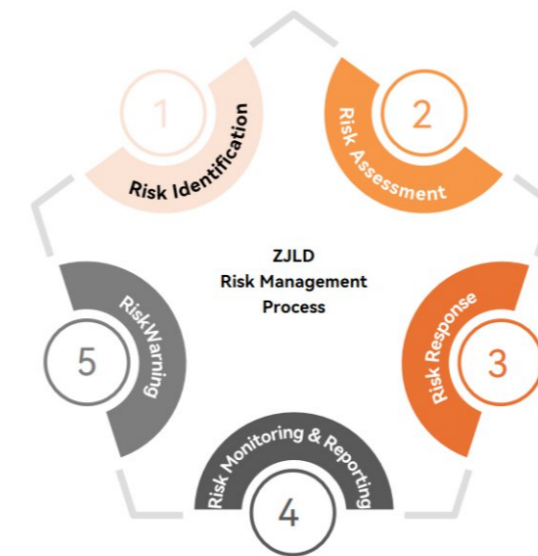 1
Risk Identification
2
Risk Assessment
ZJLD
Risk Management
Process
3
Risk Response
4
Risk Monitoring & Reporting
5
RiskWarning